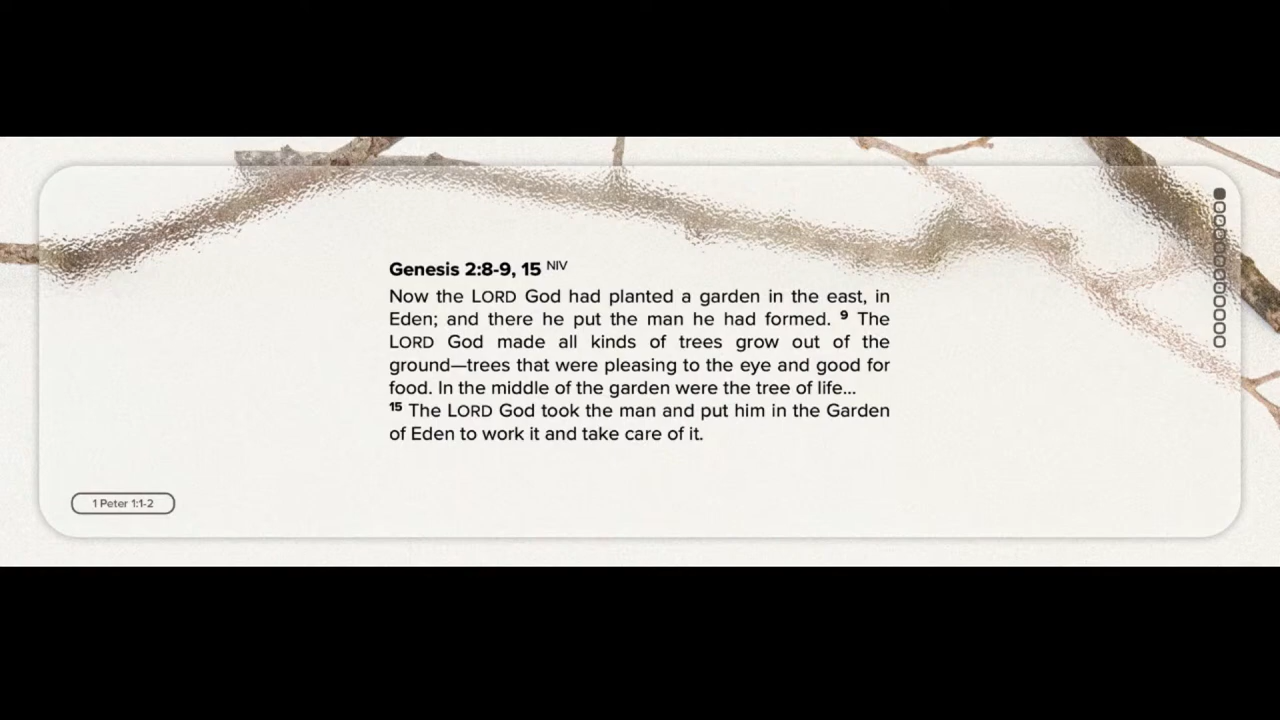 Genesis 2:8-9, 15 NIV
Now the LORD God had planted a garden in the east, in
Eden; and there he put the man he had formed. 9 The
LORD God made all kinds of trees grow out of the
ground—trees that were pleasing to the eye and good for
food. In the middle of the garden were the tree of life...
15 The LORD God took the man and put him in the Garden
of Eden to work it and take care of it.
1 Peter 1:1-2